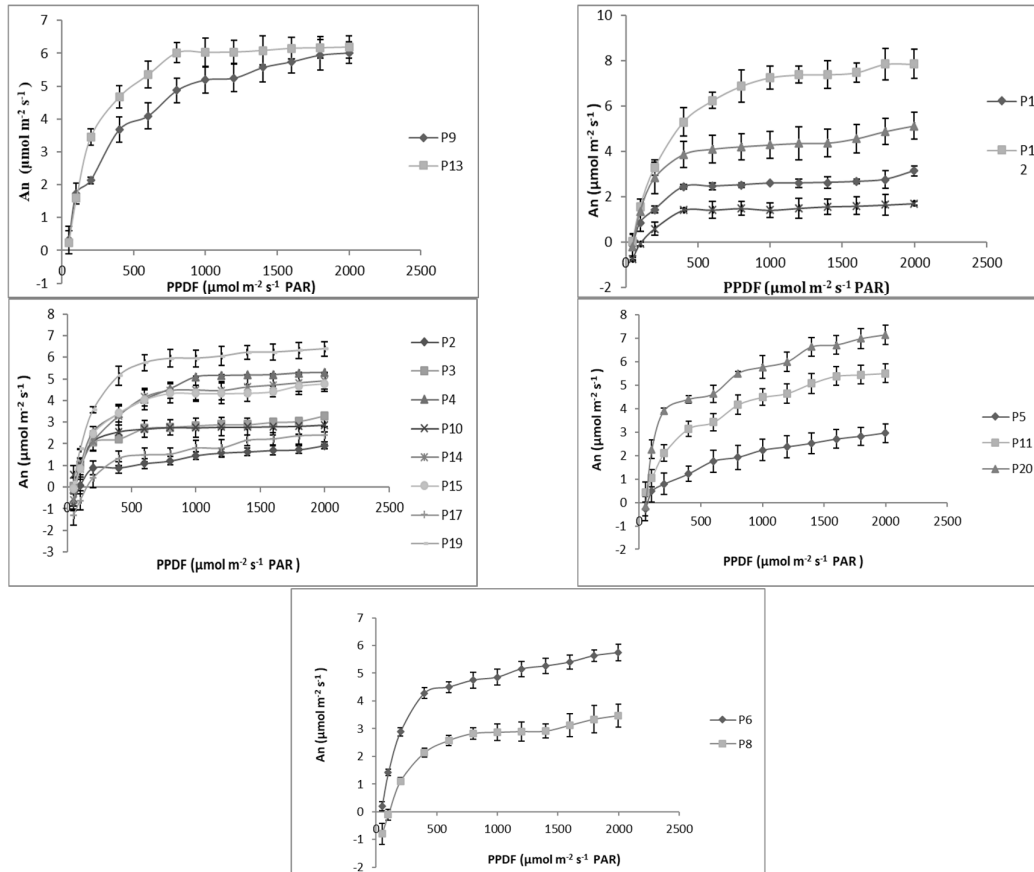 An (µmol m⁻² s⁻¹ )
7
6
5
4
3
2
1
0
-1
0 500 1000 1500 2000 2500
PPDF (µmol m⁻² s⁻¹ PAR)
P9
P13
An (µmol m⁻² s⁻¹)
10
8
6
4
2
0
-2
0 500 1000 1500 2000 2500
PPDF (µmol m⁻² s⁻¹ PAR)
P1
P1
2
An (µmol m⁻² s⁻¹ )
7
6
5
4
3
2
1
0
-1
-2
-3
0 500 1000 1500 2000 2500
PPDF (µmol m⁻² s⁻¹ PAR )
P2
P3
P4
P10
P14
P15
P17
P19
An (µmol m⁻² s⁻¹ )
8
7
6
5
4
3
2
1
0
-1
-2
0 500 1000 1500 2000 2500
PPDF (µmol m⁻² s⁻¹ PAR )
P5
P11
P20
An (µmol m⁻² s⁻¹ )
7
6
5
4
3
2
1
0
-1
-2
0 500 1000 1500 2000 2500
PPDF (µmol m⁻² s⁻¹ PAR)
P6
P8